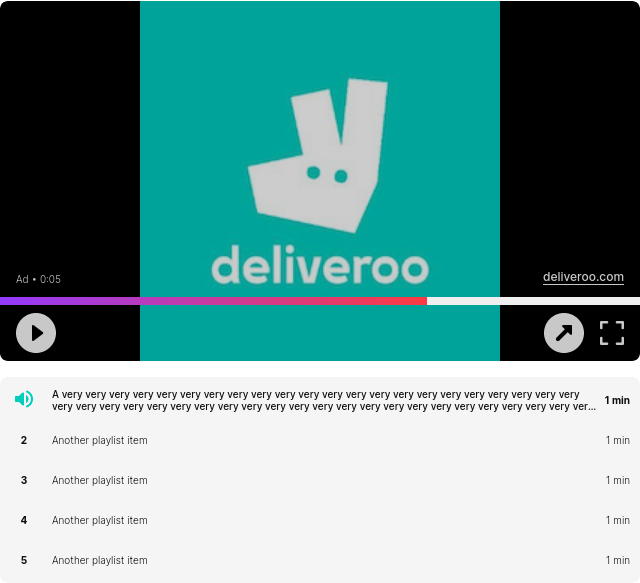 deliveroo
Ad • 0:05
deliveroo.com
A very very very very very very very very very very very very very very very very very very very very very very 1 min
very very very very very very very very very very very very very very very very very very very very very very ver...
2 Another playlist item 1 min
3 Another playlist item 1 min
4 Another playlist item 1 min
5 Another playlist item 1 min